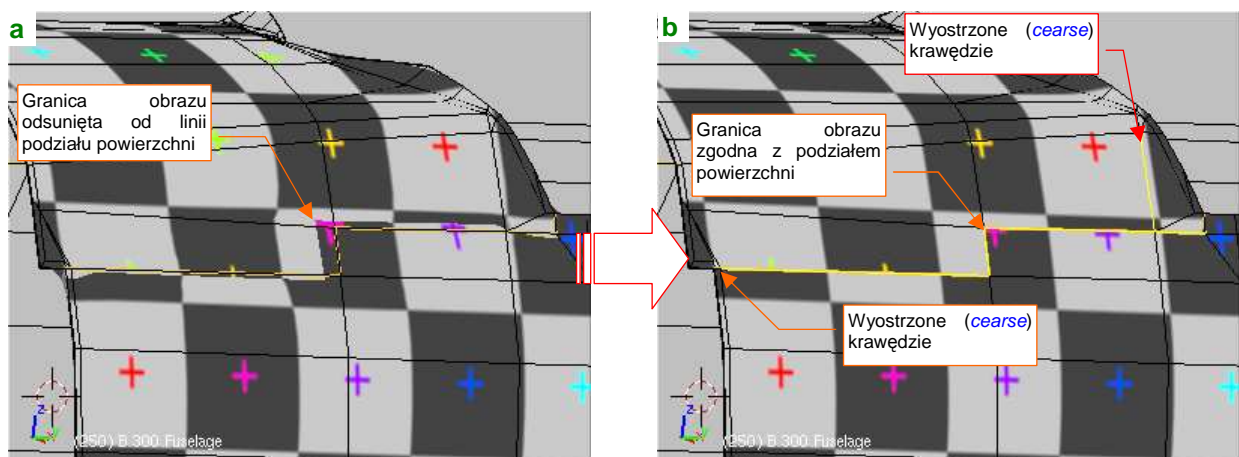 a
Granica obrazu
odsunięta od linii
podziału powierzchni
(250) B.300.Fuselage
z
y
b
Wyostrzone (cearse)
krawędzie
Granica obrazu
zgodna z podziałem
powierzchni
Wyostrzone (cearse)
krawędzie
(250) B.300.Fuselage
z
y